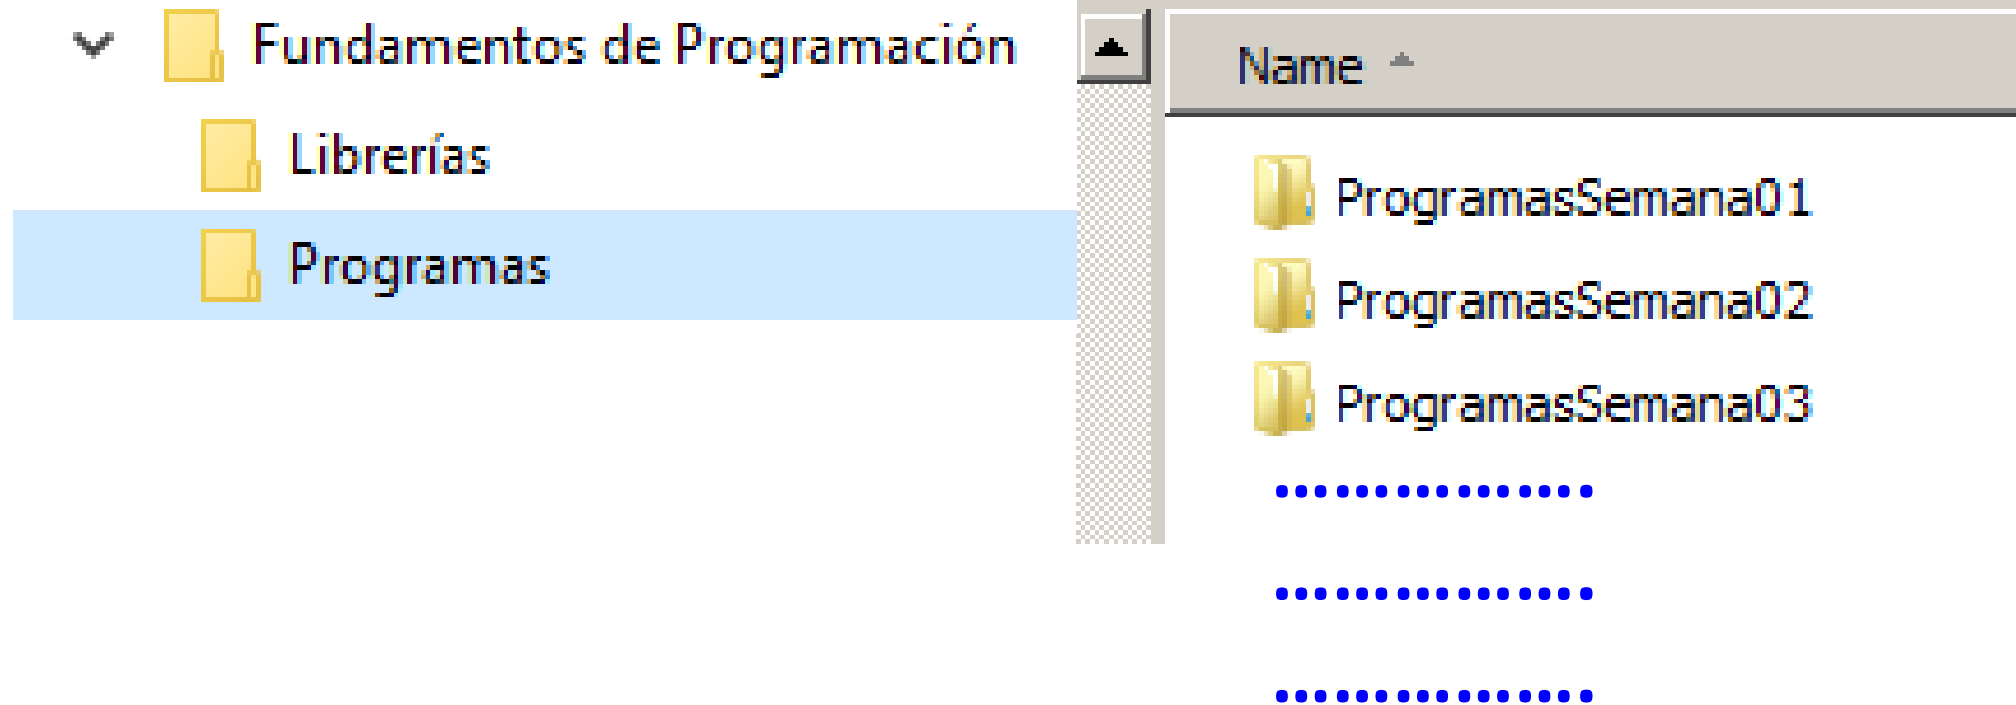 Fundamentos de Programación
Librerías
Programas
Name
ProgramasSemana01
ProgramasSemana02
ProgramasSemana03
................
................
................